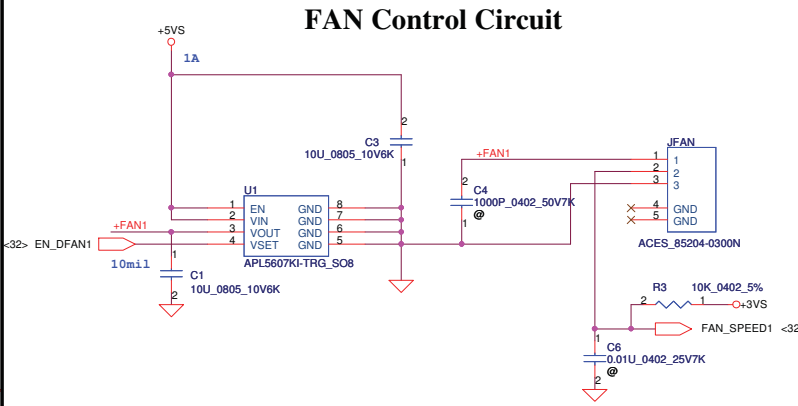 FAN Control Circuit
+5VS
1A
2
C3
10U_0805_10V6K
1
U1
1 EN GND 8
2 VIN GND 7
3 VOUT GND 6
4 VSET GND 5
APL5607KI-TRG_SO8
+FAN1
<32> EN_DFAN1
10mil
1
C1
10U_0805_10V6K
2
+FAN1
2
C4
1000P_0402_50V7K
@
1
JFAN
1 1
2 2
3 3
4 GND
5 GND
ACES_85204-0300N
R3 10K_0402_5%
2 1 +3VS
FAN_SPEED1 <32
1
C6
0.01U_0402_25V7K
@
2